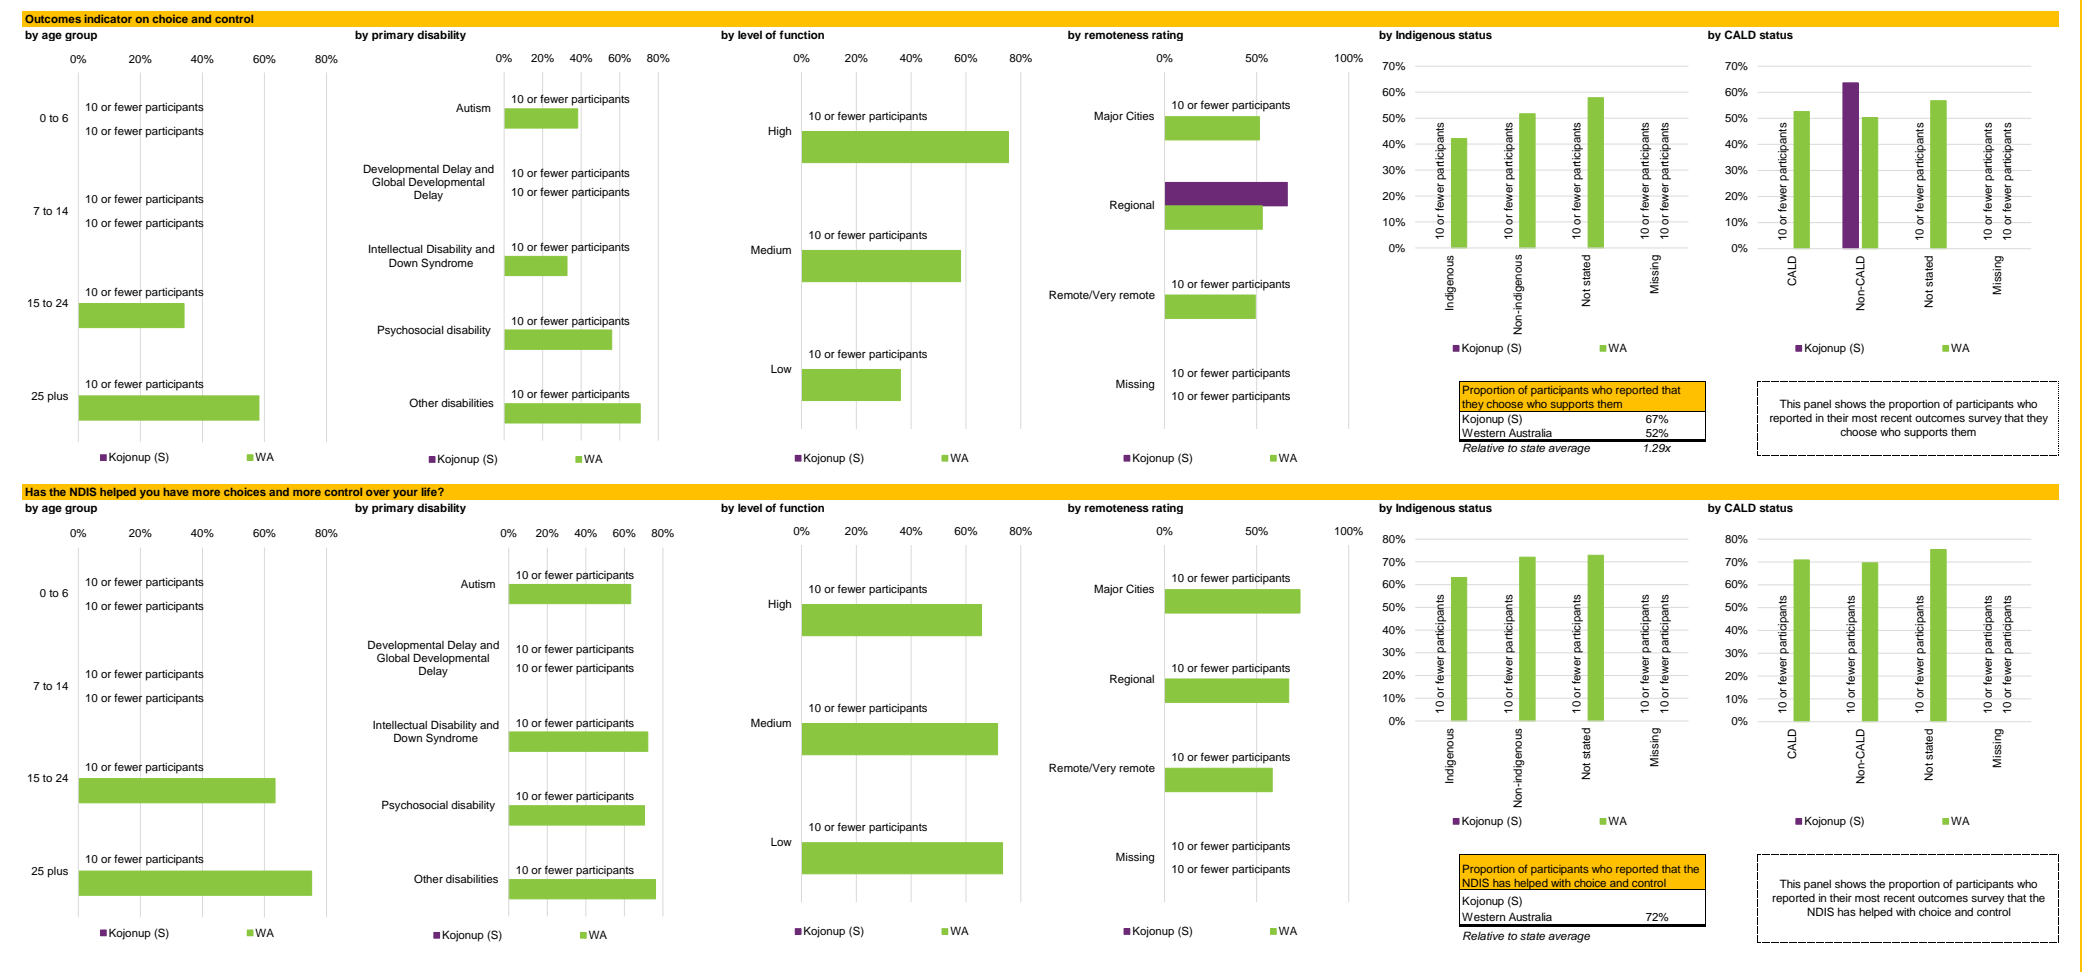 Outcomes indicator on choice and control
by age group
0% 20% 40% 60% 80%
0 to 6
10 or fewer participants
10 or fewer participants
7 to 14
10 or fewer participants
10 or fewer participants
15 to 24
10 or fewer participants
25 plus
10 or fewer participants
Kojonup (S) WA
by primary disability
0% 20% 40% 60% 80%
Autism
10 or fewer participants
Developmental Delay and
Global Developmental
Delay
10 or fewer participants
10 or fewer participants
Intellectual Disability and
Down Syndrome
10 or fewer participants
Psychosocial disability
10 or fewer participants
Other disabilities
10 or fewer participants
Kojonup (S) WA
by level of function
0% 20% 40% 60% 80%
High
10 or fewer participants
Medium
10 or fewer participants
Low
10 or fewer participants
Kojonup (S) WA
by remoteness rating
0% 50% 100%
Major Cities
10 or fewer participants
Regional
Remote/Very remote
10 or fewer participants
Missing
10 or fewer participants
10 or fewer participants
Kojonup (S) WA
by Indigenous status
70%
60%
50%
40%
30%
20%
10%
0%
10 or fewer participants
10 or fewer participants
10 or fewer participants
10 or fewer participants
10 or fewer participants
Indigenous
Non-indigenous
Not stated
Missing
Kojonup (S) WA
by CALD status
70%
60%
50%
40%
30%
20%
10%
0%
10 or fewer participants
10 or fewer participants
10 or fewer participants
10 or fewer participants
CALD
Non-CALD
Not stated
Missing
Kojonup (S) WA
Proportion of participants who reported that
they choose who supports them
Kojonup (S) 67%
Western Australia 52%
Relative to state average 1.29x
This panel shows the proportion of participants who
reported in their most recent outcomes survey that they
choose who supports them
Has the NDIS helped you have more choices and more control over your life?
by age group
0% 20% 40% 60% 80%
0 to 6
10 or fewer participants
10 or fewer participants
7 to 14
10 or fewer participants
10 or fewer participants
15 to 24
10 or fewer participants
25 plus
10 or fewer participants
Kojonup (S) WA
by primary disability
0% 20% 40% 60% 80%
Autism
10 or fewer participants
Developmental Delay and
Global Developmental
Delay
10 or fewer participants
10 or fewer participants
Intellectual Disability and
Down Syndrome
10 or fewer participants
Psychosocial disability
10 or fewer participants
Other disabilities
10 or fewer participants
Kojonup (S) WA
by level of function
0% 20% 40% 60% 80%
High
10 or fewer participants
Medium
10 or fewer participants
Low
10 or fewer participants
Kojonup (S) WA
by remoteness rating
0% 50% 100%
Major Cities
10 or fewer participants
Regional
10 or fewer participants
Remote/Very remote
10 or fewer participants
Missing
10 or fewer participants
10 or fewer participants
Kojonup (S) WA
by Indigenous status
80%
70%
60%
50%
40%
30%
20%
10%
0%
10 or fewer participants
10 or fewer participants
10 or fewer participants
10 or fewer participants
10 or fewer participants
Indigenous
Non-indigenous
Not stated
Missing
Kojonup (S) WA
by CALD status
80%
70%
60%
50%
40%
30%
20%
10%
0%
10 or fewer participants
10 or fewer participants
10 or fewer participants
10 or fewer participants
10 or fewer participants
CALD
Non-CALD
Not stated
Missing
Kojonup (S) WA
Proportion of participants who reported that the
NDIS has helped with choice and control
Kojonup (S)
Western Australia 72%
Relative to state average
This panel shows the proportion of participants who
reported in their most recent outcomes survey that the
NDIS has helped with choice and control